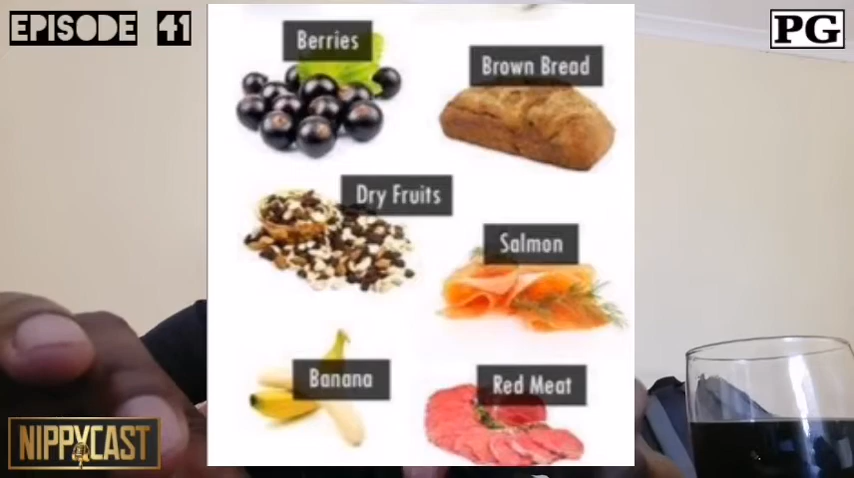 EPISODE 41
PG
Berries
Brown Bread
Dry Fruits
Salmon
Banana
Red Meat
NIPPYCAST